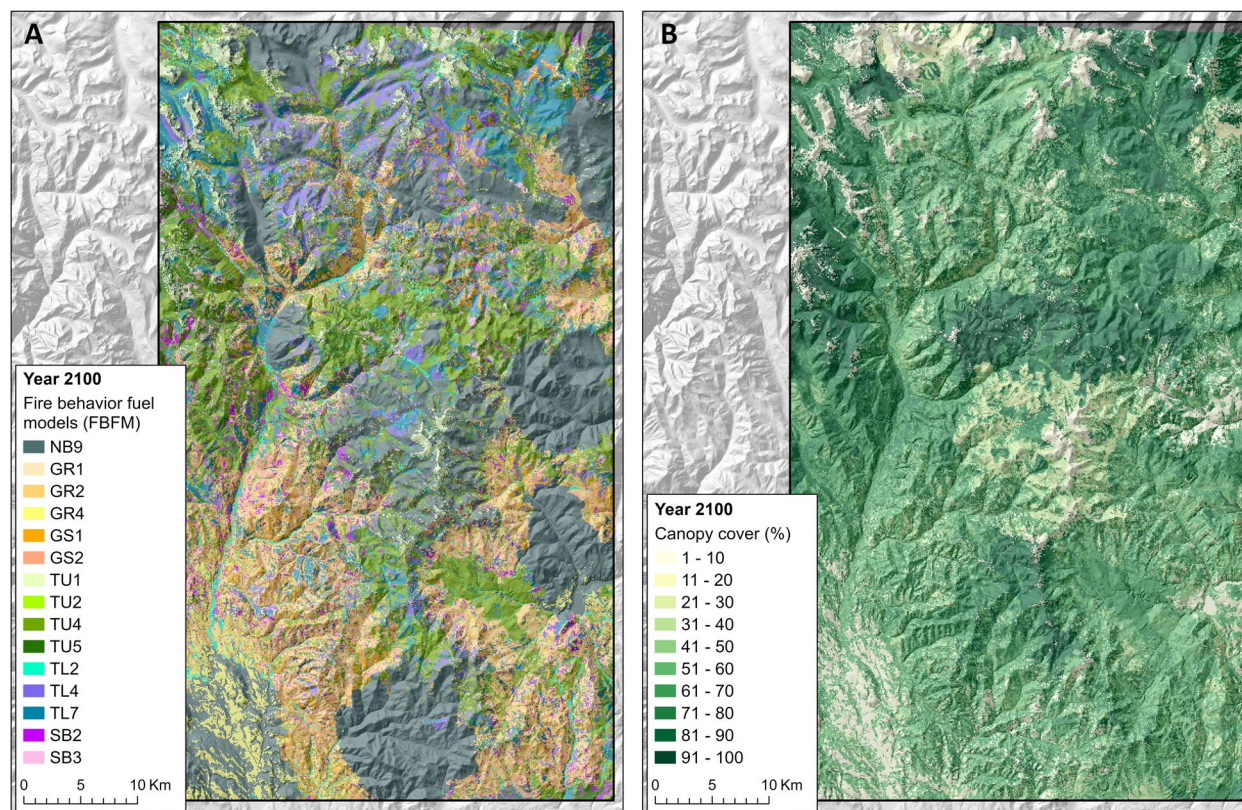 A
Year 2100
Fire behavior fuel
models (FBFM)
NB9
GR1
GR2
GR4
GS1
GS2
TU1
TU2
TU4
TU5
TL2
TL4
TL7
SB2
SB3
0 5 10 Km
B
Year 2100
Canopy cover (%)
1 - 10
11 - 20
21 - 30
31 - 40
41 - 50
51 - 60
61 - 70
71 - 80
81 - 90
91 - 100
0 5 10 Km